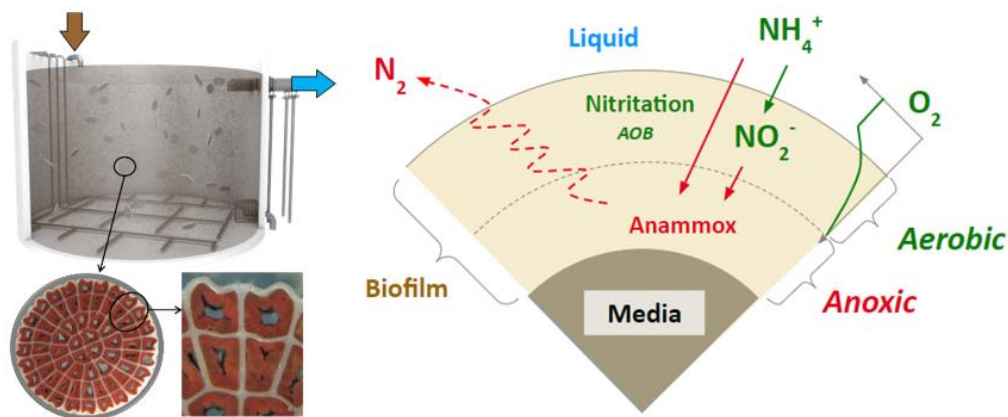 Liquid
NH₄⁺
N₂
O₂
Nitritation
AOB
NO₂⁻
Anammox
Aerobic
Biofilm
Anoxic
Media